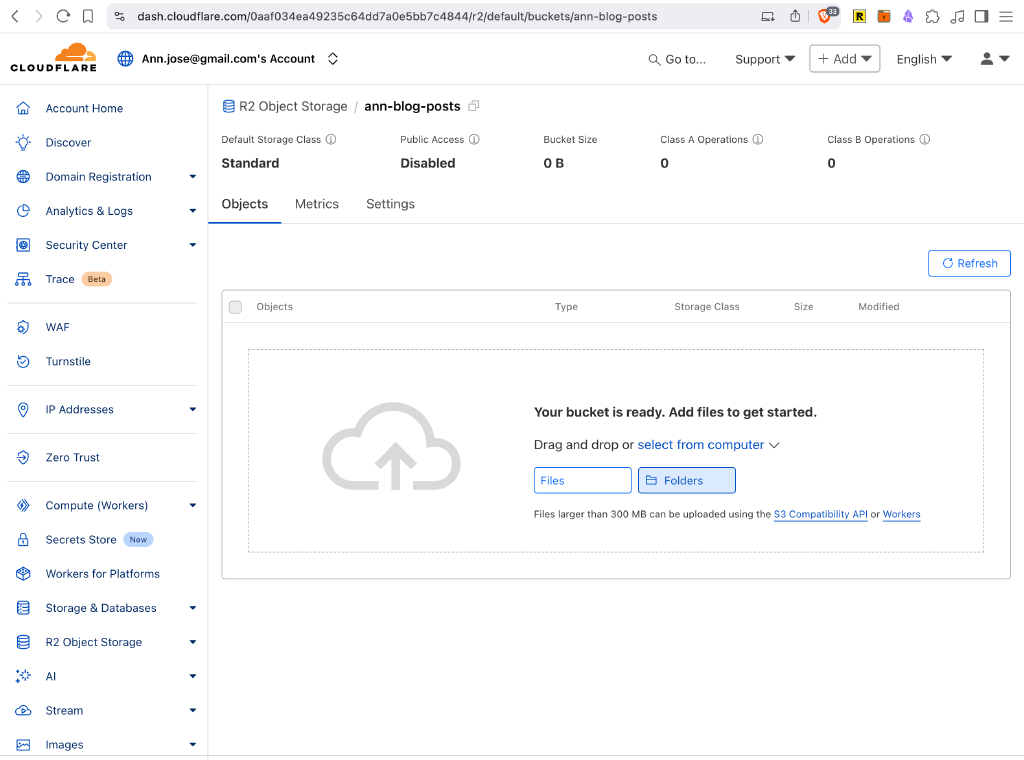 dash.cloudflare.com/0aaf034ea49235c64dd7a0e5bb7c4844/r2/default/buckets/ann-blog-posts
33
R
Y
CLOUDFLARE
Ann.jose@gmail.com's Account
Go to...
Support
+ Add
English
Account Home
Discover
Domain Registration
Analytics & Logs
Security Center
Trace Beta
WAF
Turnstile
IP Addresses
Zero Trust
Compute (Workers)
Secrets Store New
Workers for Platforms
Storage & Databases
R2 Object Storage
AI
Stream
Images
R2 Object Storage / ann-blog-posts
Default Storage Class
Standard
Public Access
Disabled
Bucket Size
0 B
Class A Operations
0
Class B Operations
0
Objects
Metrics
Settings
Refresh
Objects
Type
Storage Class
Size
Modified
Your bucket is ready. Add files to get started.
Drag and drop or select from computer
Files
Folders
Files larger than 300 MB can be uploaded using the S3 Compatibility API or Workers